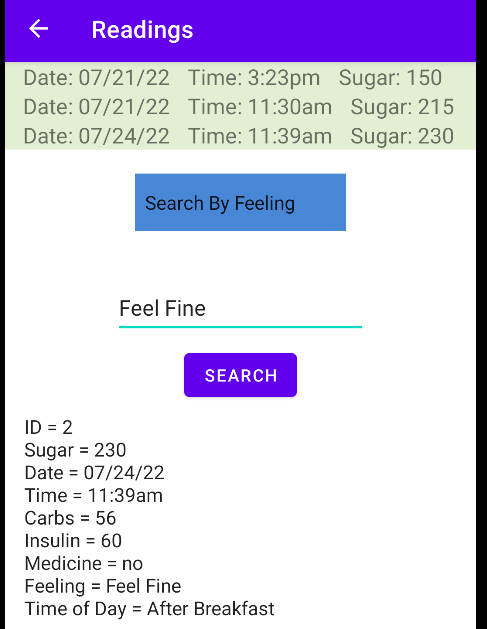 Readings
Date: 07/21/22 Time: 3:23pm Sugar: 150
Date: 07/21/22 Time: 11:30am Sugar: 215
Date: 07/24/22 Time: 11:39am Sugar: 230
Search By Feeling
Feel Fine
SEARCH
ID = 2
Sugar = 230
Date = 07/24/22
Time = 11:39am
Carbs = 56
Insulin = 60
Medicine = no
Feeling = Feel Fine
Time of Day = After Breakfast